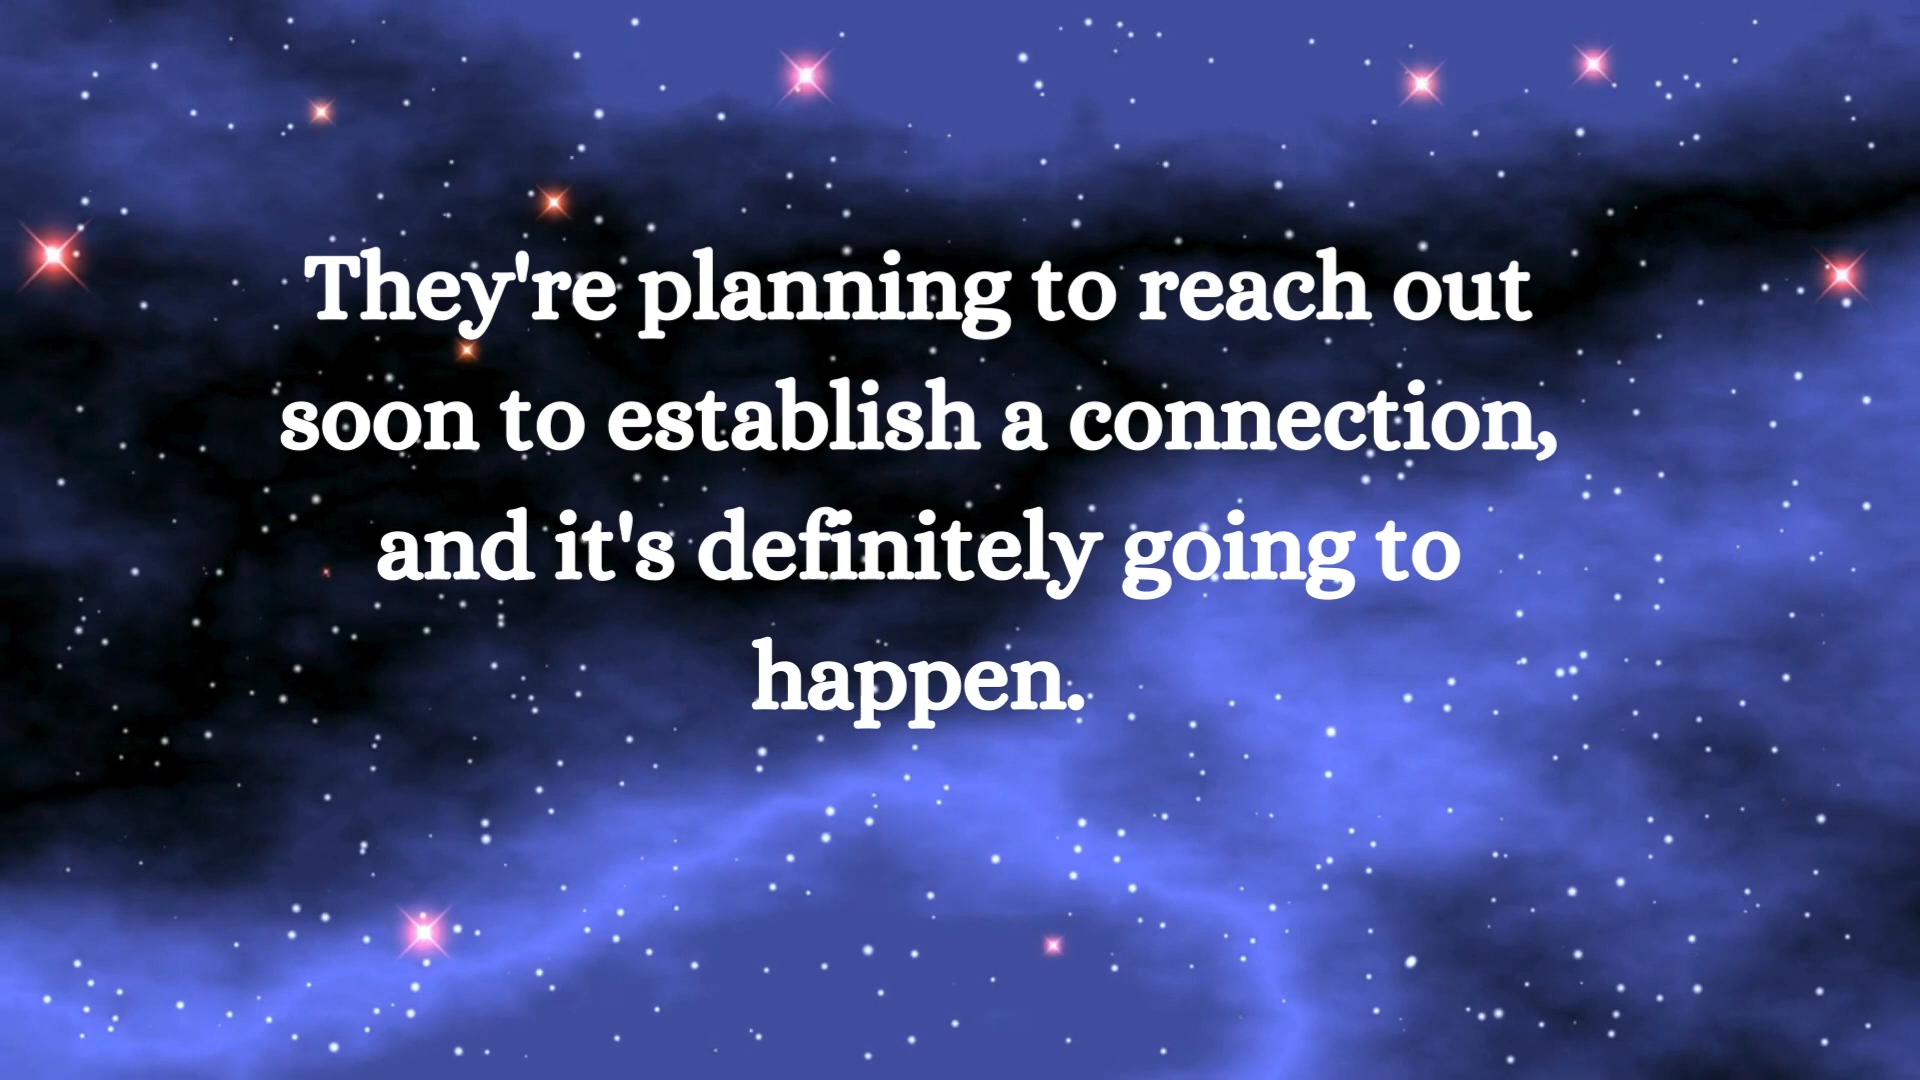 They're planning to reach out
soon to establish a connection,
and it's definitely going to
happen.